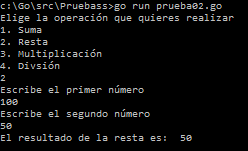 c:\Go\src\Pruebass>go run prueba02.go
Elige la operación que quieres realizar
1. Suma
2. Resta
3. Multiplicación
4. Divsión
2
Escribe el primer número
100
Escribe el segundo número
50
El resultado de la resta es:  50